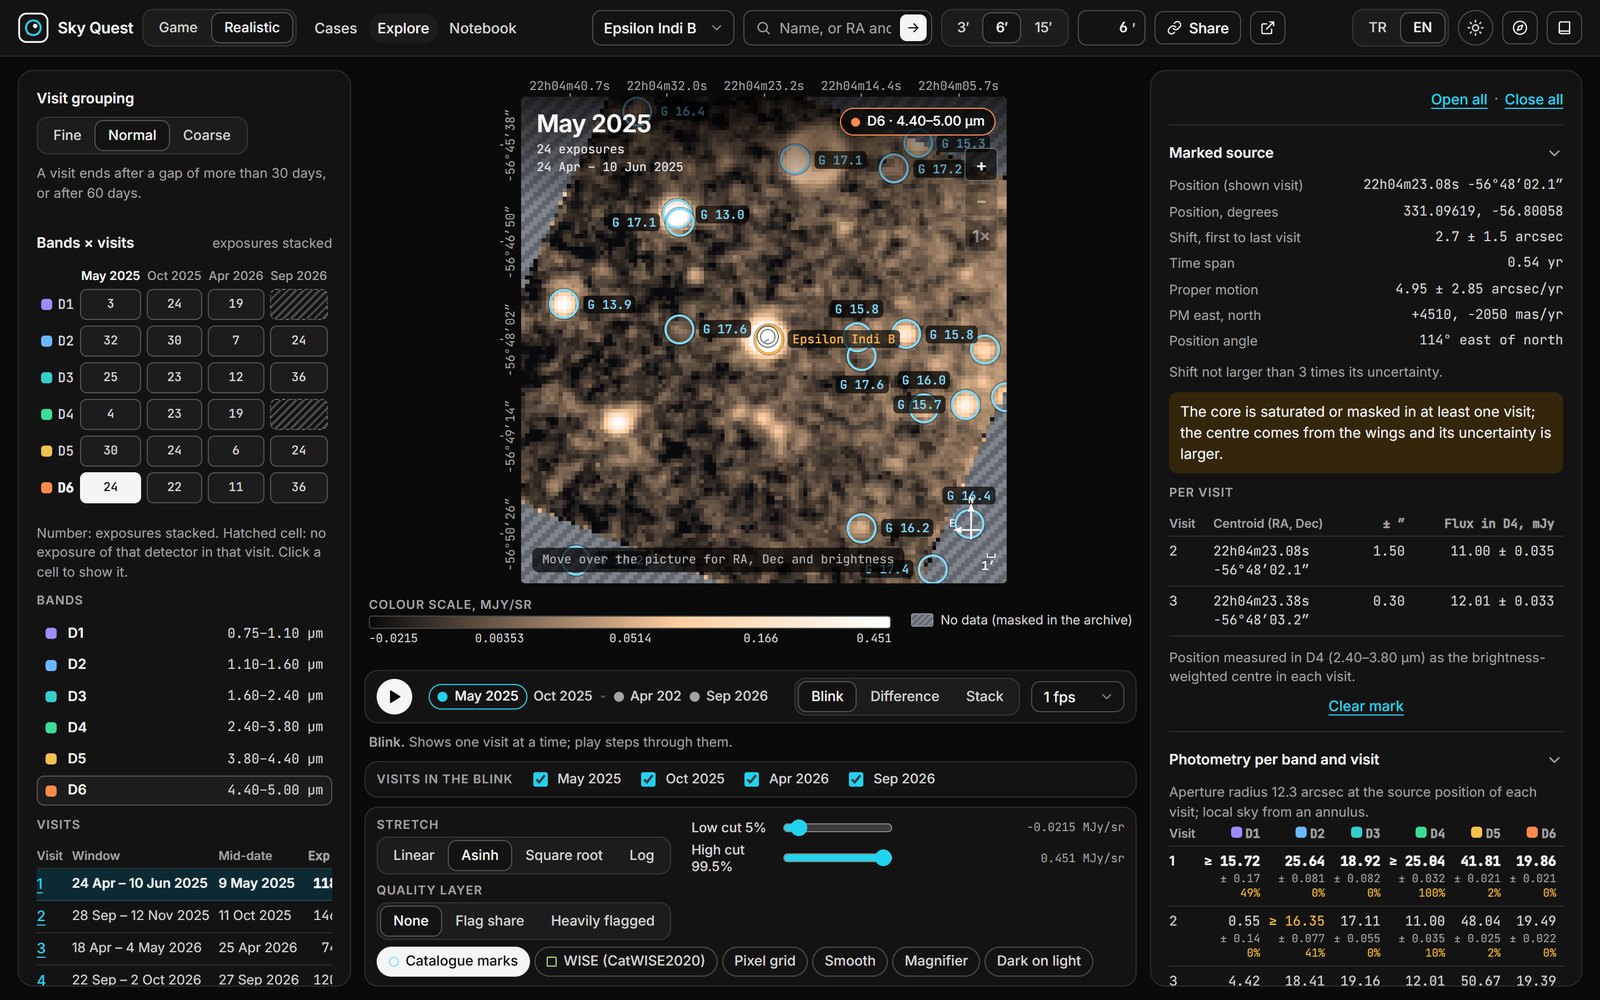 Sky Quest
Game Realistic
Cases Explore Notebook
Epsilon Indi B
Name, or RA anc
3′ 6′ 15′
6 ′
Share
TR EN
Visit grouping
Fine Normal Coarse
A visit ends after a gap of more than 30 days,
or after 60 days.
Bands × visits exposures stacked
May 2025 Oct 2025 Apr 2026 Sep 2026
D1 3 24 19
D2 32 30 7 24
D3 25 23 12 36
D4 4 23 19
D5 30 24 6 24
D6 24 22 11 36
Number: exposures stacked. Hatched cell: no
exposure of that detector in that visit. Click a
cell to show it.
BANDS
D1 0.75–1.10 µm
D2 1.10–1.60 µm
D3 1.60–2.40 µm
D4 2.40–3.80 µm
D5 3.80–4.40 µm
D6 4.40–5.00 µm
VISITS
Visit Window Mid-date Exp
1 24 Apr – 10 Jun 2025 9 May 2025 118
2 28 Sep – 12 Nov 2025 11 Oct 2025 146
3 18 Apr – 4 May 2026 25 Apr 2026 74
4 22 Sep – 2 Oct 2026 27 Sep 2026 120
22h04m40.7s 22h04m32.0s 22h04m23.2s 22h04m14.4s 22h04m05.7s
-56°45′38″
-56°46′50″
-56°48′02″
-56°49′14″
-56°50′26″
May 2025
24 exposures
24 Apr – 10 Jun 2025
D6 · 4.40–5.00 µm
G 16.4
G 15.3
G 17.1
G 17.2
+
−
1×
G 17.1 G 13.0
G 13.9
G 15.8
G 17.6
Epsilon Indi B
G 15.8
G 17.6 G 16.0
G 15.7
G 16.4
N
E
G 16.2
Move over the picture for RA, Dec and brightness
1′
COLOUR SCALE, MJY/SR
-0.0215 0.00353 0.0514 0.166 0.451
No data (masked in the archive)
May 2025 Oct 2025 Apr 202 Sep 2026
Blink Difference Stack
1 fps
Blink. Shows one visit at a time; play steps through them.
VISITS IN THE BLINK May 2025 Oct 2025 Apr 2026 Sep 2026
STRETCH
Linear Asinh Square root Log
Low cut 5% -0.0215 MJy/sr
High cut
99.5%
0.451 MJy/sr
QUALITY LAYER
None Flag share Heavily flagged
Catalogue marks WISE (CatWISE2020) Pixel grid Smooth Magnifier Dark on light
Open all · Close all
Marked source
Position (shown visit) 22h04m23.08s -56°48′02.1″
Position, degrees 331.09619, -56.80058
Shift, first to last visit 2.7 ± 1.5 arcsec
Time span 0.54 yr
Proper motion 4.95 ± 2.85 arcsec/yr
PM east, north +4510, -2050 mas/yr
Position angle 114° east of north
Shift not larger than 3 times its uncertainty.
The core is saturated or masked in at least one visit;
the centre comes from the wings and its uncertainty is
larger.
PER VISIT
Visit Centroid (RA, Dec) ± ″ Flux in D4, mJy
2 22h04m23.08s 1.50 11.00 ± 0.035
-56°48′02.1″
3 22h04m23.38s 0.30 12.01 ± 0.033
-56°48′03.2″
Position measured in D4 (2.40–3.80 µm) as the brightness-
weighted centre in each visit.
Clear mark
Photometry per band and visit
Aperture radius 12.3 arcsec at the source position of each
visit; local sky from an annulus.
Visit D1 D2 D3 D4 D5 D6
1 ≥ 15.72 25.64 18.92 ≥ 25.04 41.81 19.86
± 0.17 ± 0.081 ± 0.082 ± 0.032 ± 0.021 ± 0.021
49% 0% 0% 100% 2% 0%
2 0.55 ≥ 16.35 17.11 11.00 48.04 19.49
± 0.14 ± 0.077 ± 0.055 ± 0.035 ± 0.025 ± 0.022
0% 41% 0% 10% 2% 0%
3 4.42 18.41 19.16 12.01 50.67 19.39